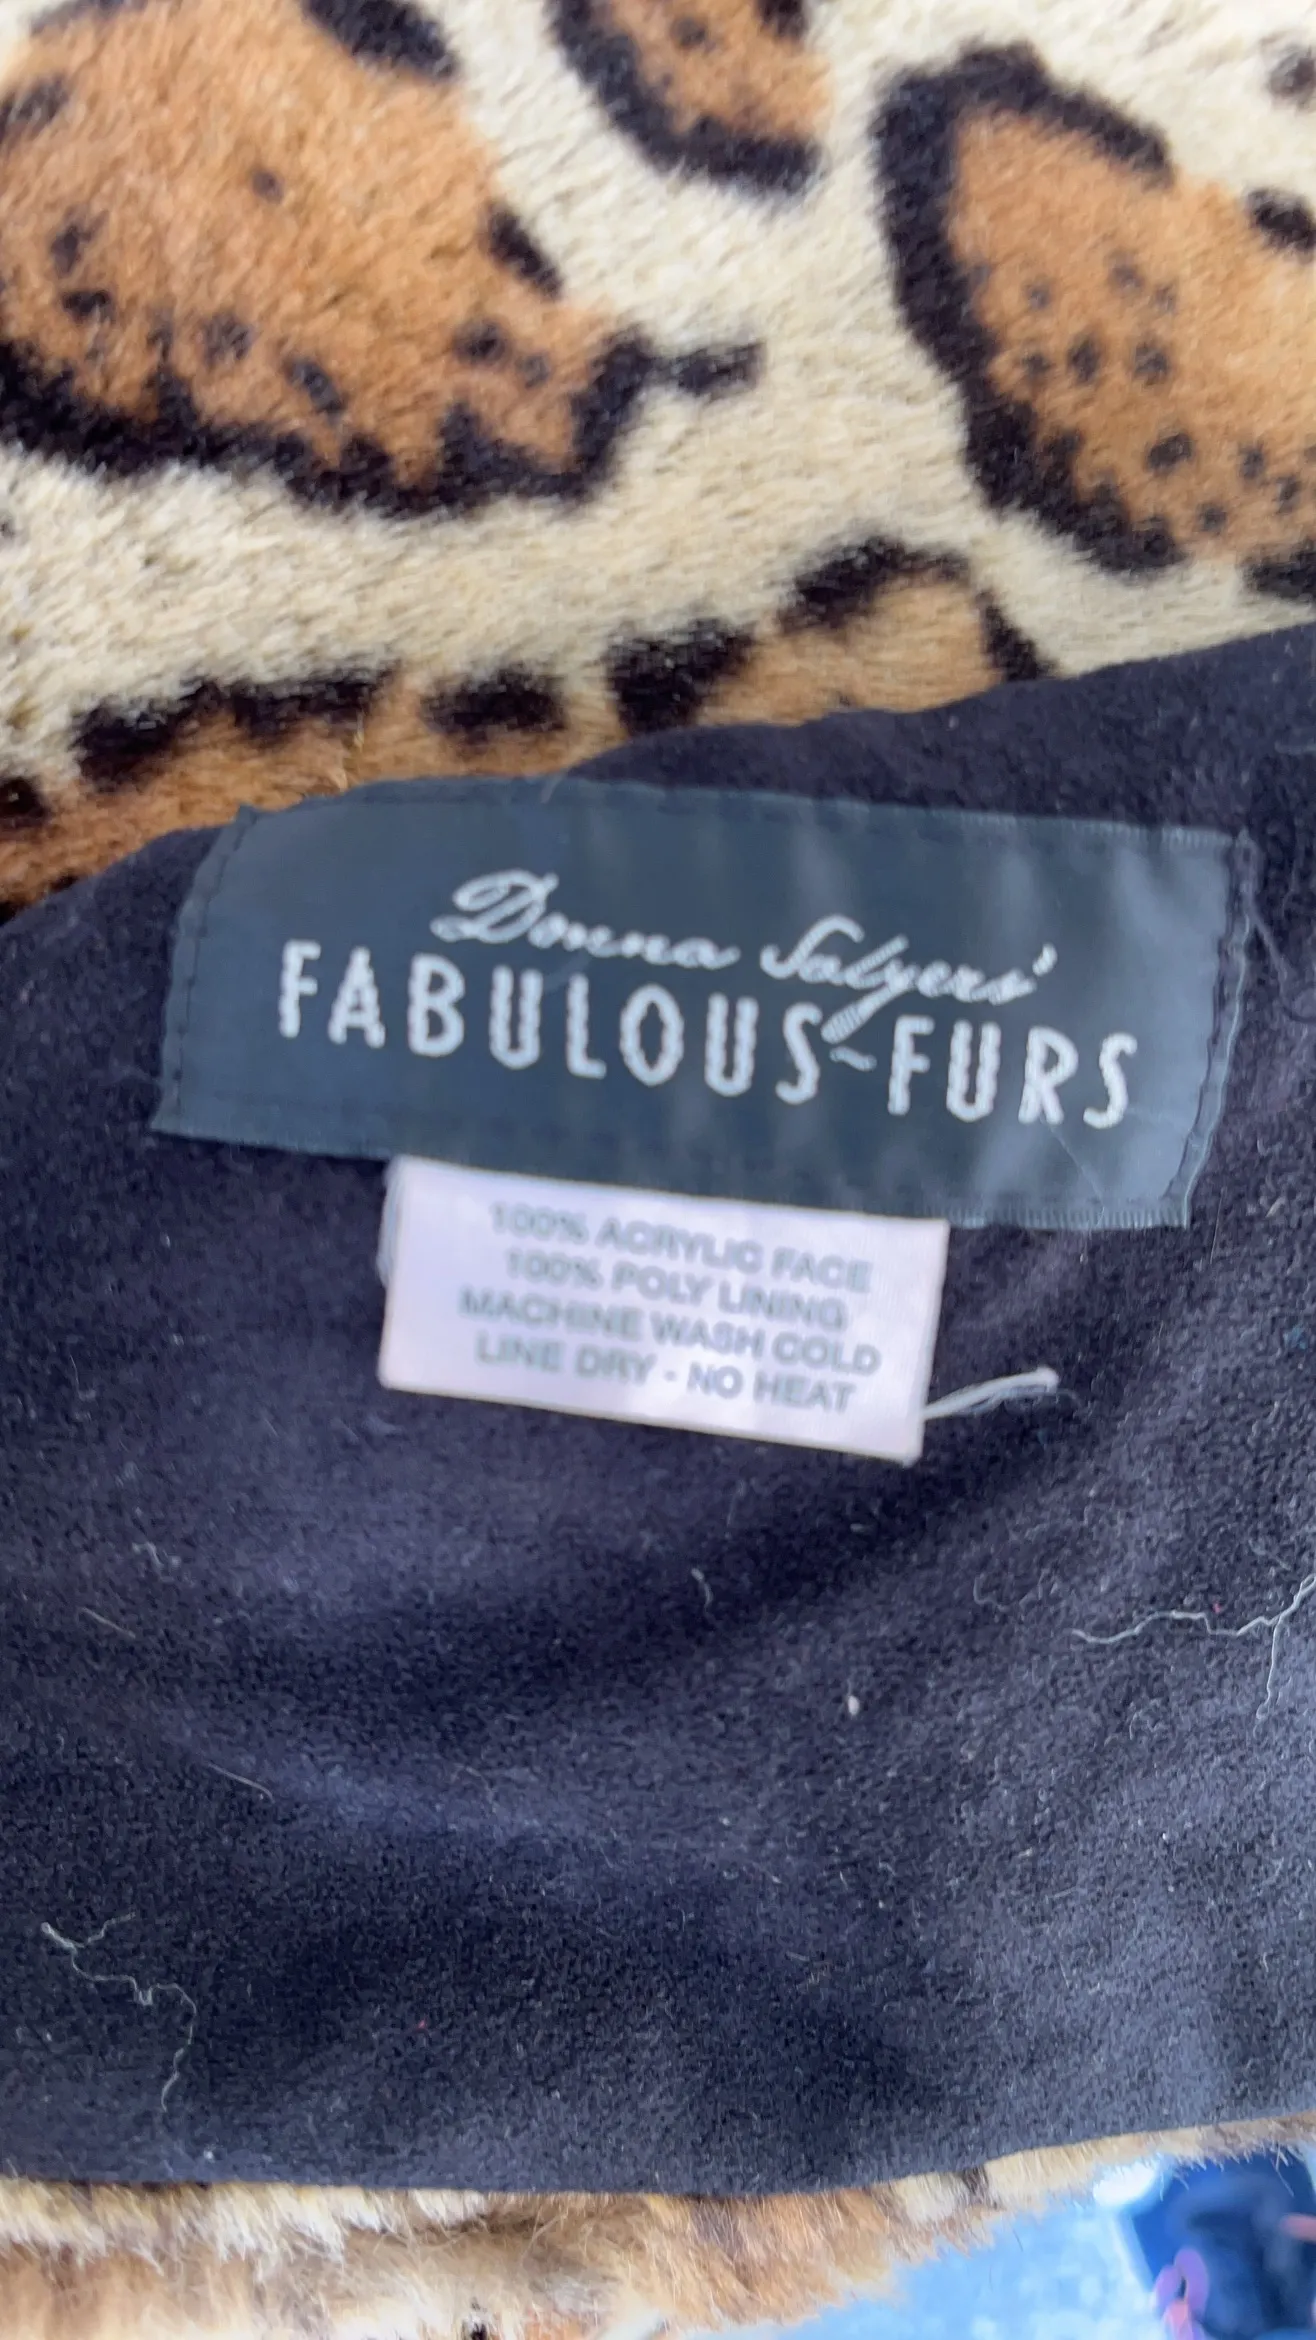 Donna Salyers'
FABULOUS~FURS
100% ACRYLIC FACE
100% POLY LINING
MACHINE WASH COLD
LINE DRY - NO HEAT